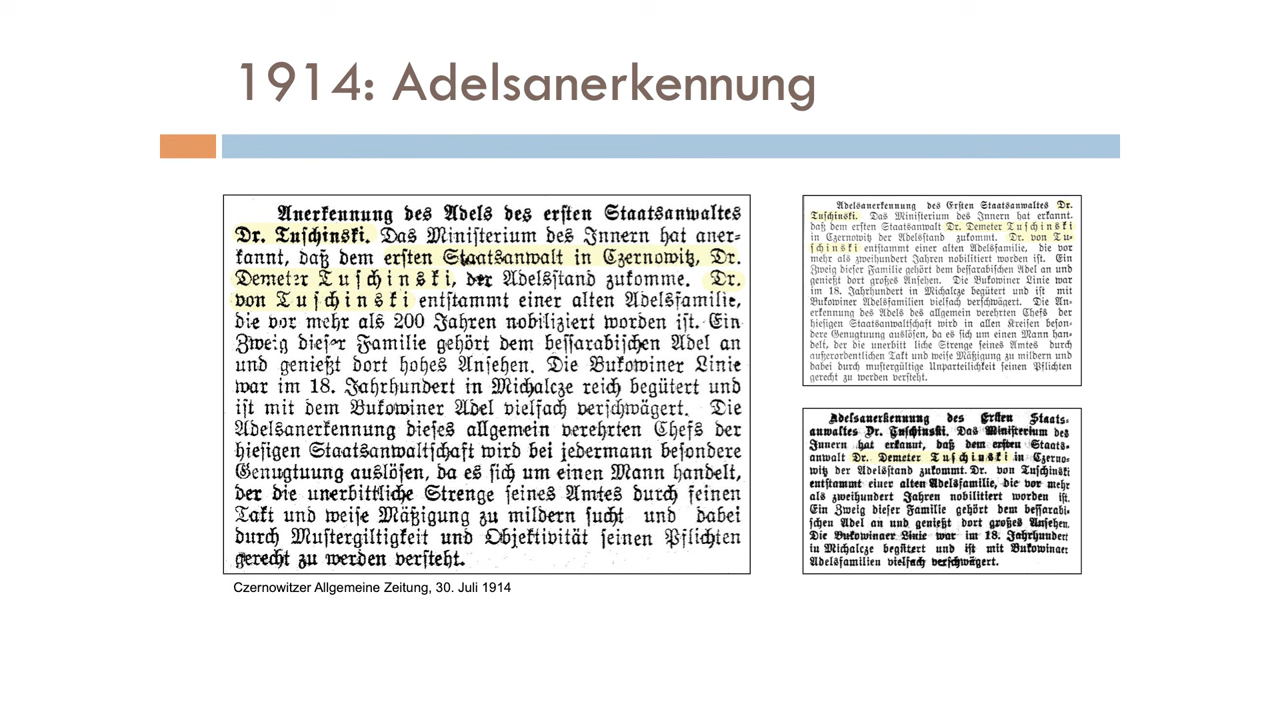 1914: Adelsanerkennung
Anerkennung des Adels des ersten Staatsanwaltes
Dr. Tuschinski. Das Ministerium des Innern hat aner-
kannt, daß dem ersten Staatsanwalt in Czernowitz, Dr.
Demeter Tuschinski, der Adelsstand zukomme. Dr.
von Tuschinski entstammt einer alten Adelsfamilie,
die vor mehr als 200 Jahren nobiliziert worden ist. Ein
Zweig dieser Familie gehört dem bessarabischen Adel an
und genießt dort hohes Ansehen. Die Bukowiner Linie
war im 18. Jahrhundert in Michalcze reich begütert und
ist mit dem Bukowiner Adel vielfach verschwägert. Die
Adelsanerkennung dieses allgemein verehrten Chefs der
hiesigen Staatsanwaltschaft wird bei jedermann besondere
Genugtuung auslösen, da es sich um einen Mann handelt,
der die unerbittliche Strenge seines Amtes durch feinen
Takt und weise Mäßigung zu mildern sucht und dabei
durch Mustergiltigkeit und Objektivität seinen Pflichten
gerecht zu werden versteht.
Czernowitzer Allgemeine Zeitung, 30. Juli 1914
Adelsanerkennung des Ersten Staatsanwaltes Dr.
Tuschinski. Das Ministerium des Innern hat erkannt,
daß dem ersten Staatsanwalt Dr. Demeter Tuschinski
in Czernowitz der Adelsstand zukommt. Dr. von Tu-
schinski entstammt einer alten Adelsfamilie, die vor
mehr als zweihundert Jahren nobilitiert worden ist. Ein
Zweig dieser Familie gehört dem bessarabischen Adel an und
genießt dort großes Ansehen. Die Bukowiner Linie war
im 18. Jahrhundert in Michalcze begütert und ist mit
Bukowiner Adelsfamilien vielfach verschwägert. Die An-
erkennung des Adels des allgemein verehrten Chefs der
hiesigen Staatsanwaltschaft wird in allen Kreisen beson-
dere Genugtuung auslösen, da es sich um einen Mann han-
delt, der die unerbitt liche Strenge seines Amtes durch
außerordentlichen Takt und weise Mäßigung zu mildern und
dabei durch mustergültige Unparteilichkeit seinen Pflichten
gerecht zu werden versteht.
Adelsanerkennung des Ersten Staats-
anwaltes Dr. Tuschinski. Das Ministerium des
Innern hat erkannt, daß dem ersten Staats-
anwalt Dr. Demeter Tuschinski in Czerno-
witz der Adelsstand zukommt. Dr. von Tuschinski
entstammt einer alten Adelsfamilie, die vor mehr
als zweihundert Jahren nobilitiert worden ist.
Ein Zweig dieser Familie gehört dem bessarabi-
schen Adel an und genießt dort großes Ansehen.
Die Bukowinaer Linie war im 18. Jahrhundert
in Michalcze begütert und ist mit Bukowinaer
Adelsfamilien vielfach verschwägert.